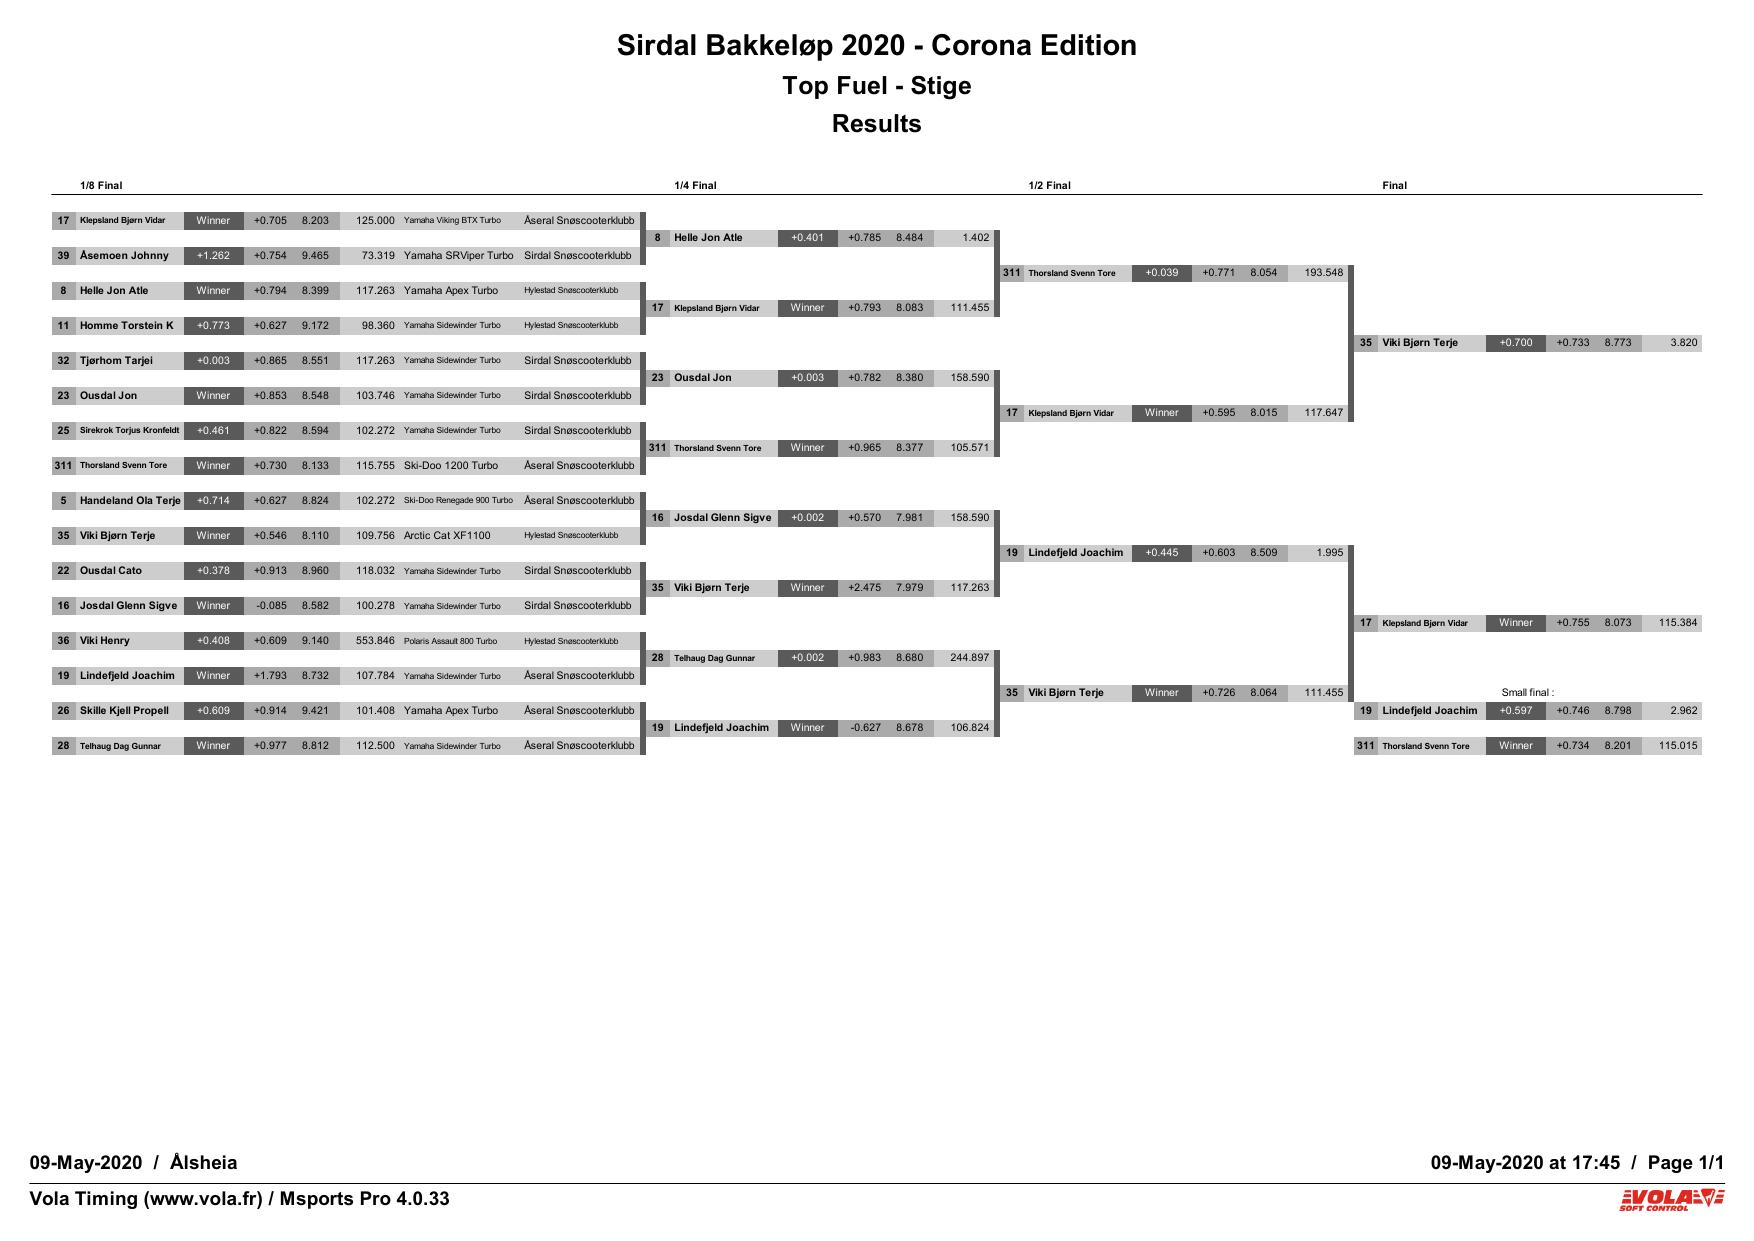 Sirdal Bakkeløp 2020 - Corona Edition
Top Fuel - Stige
Results
1/8 Final 1/4 Final 1/2 Final Final
17 Klepsland Bjørn Vidar Winner +0.705 8.203 125.000 Yamaha Viking BTX Turbo Åseral Snøscooterklubb
8 Helle Jon Atle +0.401 +0.785 8.484 1.402
39 Åsemoen Johnny +1.262 +0.754 9.465 73.319 Yamaha SRViper Turbo Sirdal Snøscooterklubb
311 Thorsland Svenn Tore +0.039 +0.771 8.054 193.548
8 Helle Jon Atle Winner +0.794 8.399 117.263 Yamaha Apex Turbo Hylestad Snøscooterklubb
17 Klepsland Bjørn Vidar Winner +0.793 8.083 111.455
11 Homme Torstein K +0.773 +0.627 9.172 98.360 Yamaha Sidewinder Turbo Hylestad Snøscooterklubb
35 Viki Bjørn Terje +0.700 +0.733 8.773 3.820
32 Tjørhom Tarjei +0.003 +0.865 8.551 117.263 Yamaha Sidewinder Turbo Sirdal Snøscooterklubb
23 Ousdal Jon +0.003 +0.782 8.380 158.590
23 Ousdal Jon Winner +0.853 8.548 103.746 Yamaha Sidewinder Turbo Sirdal Snøscooterklubb
17 Klepsland Bjørn Vidar Winner +0.595 8.015 117.647
25 Sirekrok Torjus Kronfeldt +0.461 +0.822 8.594 102.272 Yamaha Sidewinder Turbo Sirdal Snøscooterklubb
311 Thorsland Svenn Tore Winner +0.965 8.377 105.571
311 Thorsland Svenn Tore Winner +0.730 8.133 115.755 Ski-Doo 1200 Turbo Åseral Snøscooterklubb
5 Handeland Ola Terje +0.714 +0.627 8.824 102.272 Ski-Doo Renegade 900 Turbo Åseral Snøscooterklubb
16 Josdal Glenn Sigve +0.002 +0.570 7.981 158.590
35 Viki Bjørn Terje Winner +0.546 8.110 109.756 Arctic Cat XF1100 Hylestad Snøscooterklubb
19 Lindefjeld Joachim +0.445 +0.603 8.509 1.995
22 Ousdal Cato +0.378 +0.913 8.960 118.032 Yamaha Sidewinder Turbo Sirdal Snøscooterklubb
35 Viki Bjørn Terje Winner +2.475 7.979 117.263
16 Josdal Glenn Sigve Winner -0.085 8.582 100.278 Yamaha Sidewinder Turbo Sirdal Snøscooterklubb
17 Klepsland Bjørn Vidar Winner +0.755 8.073 115.384
36 Viki Henry +0.408 +0.609 9.140 553.846 Polaris Assault 800 Turbo Hylestad Snøscooterklubb
28 Telhaug Dag Gunnar +0.002 +0.983 8.680 244.897
19 Lindefjeld Joachim Winner +1.793 8.732 107.784 Yamaha Sidewinder Turbo Åseral Snøscooterklubb
35 Viki Bjørn Terje Winner +0.726 8.064 111.455 Small final :
26 Skille Kjell Propell +0.609 +0.914 9.421 101.408 Yamaha Apex Turbo Åseral Snøscooterklubb 19 Lindefjeld Joachim +0.597 +0.746 8.798 2.962
19 Lindefjeld Joachim Winner -0.627 8.678 106.824
28 Telhaug Dag Gunnar Winner +0.977 8.812 112.500 Yamaha Sidewinder Turbo Åseral Snøscooterklubb 311 Thorsland Svenn Tore Winner +0.734 8.201 115.015
09-May-2020 / Ålsheia 09-May-2020 at 17:45 / Page 1/1
Vola Timing (www.vola.fr) / Msports Pro 4.0.33
VOLA
SOFT CONTROL